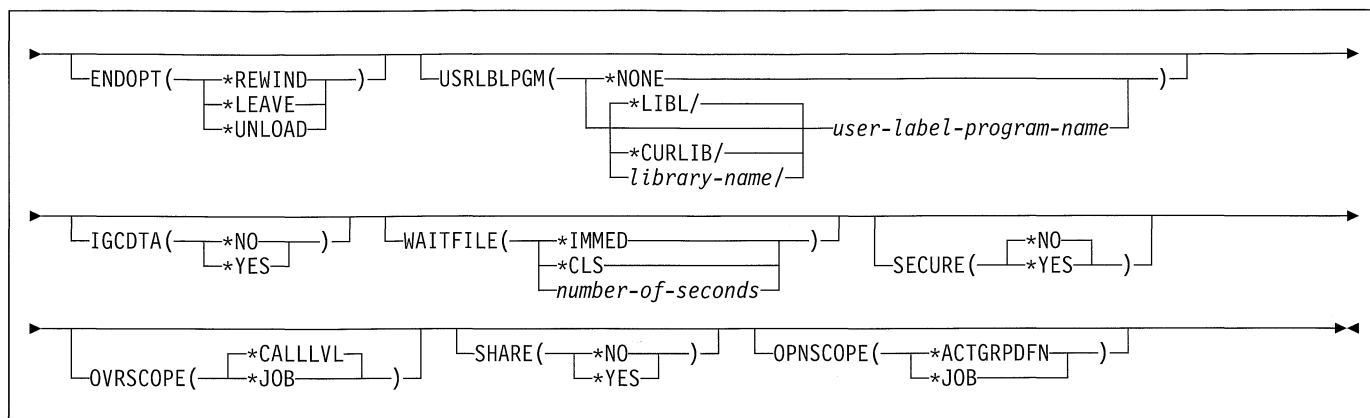 ENDOPT( *REWIND )
*LEAVE
*UNLOAD
USRLBLPGM( *NONE )
*LIBL/
user-label-program-name
*CURLIB/
library-name/
IGCDTA( *NO )
*YES
WAITFILE( *IMMED )
*CLS
number-of-seconds
SECURE( *NO )
*YES
OVRSCOPE( *CALLLVL )
*JOB
SHARE( *NO )
*YES
OPNSCOPE( *ACTGRPDFN )
*JOB